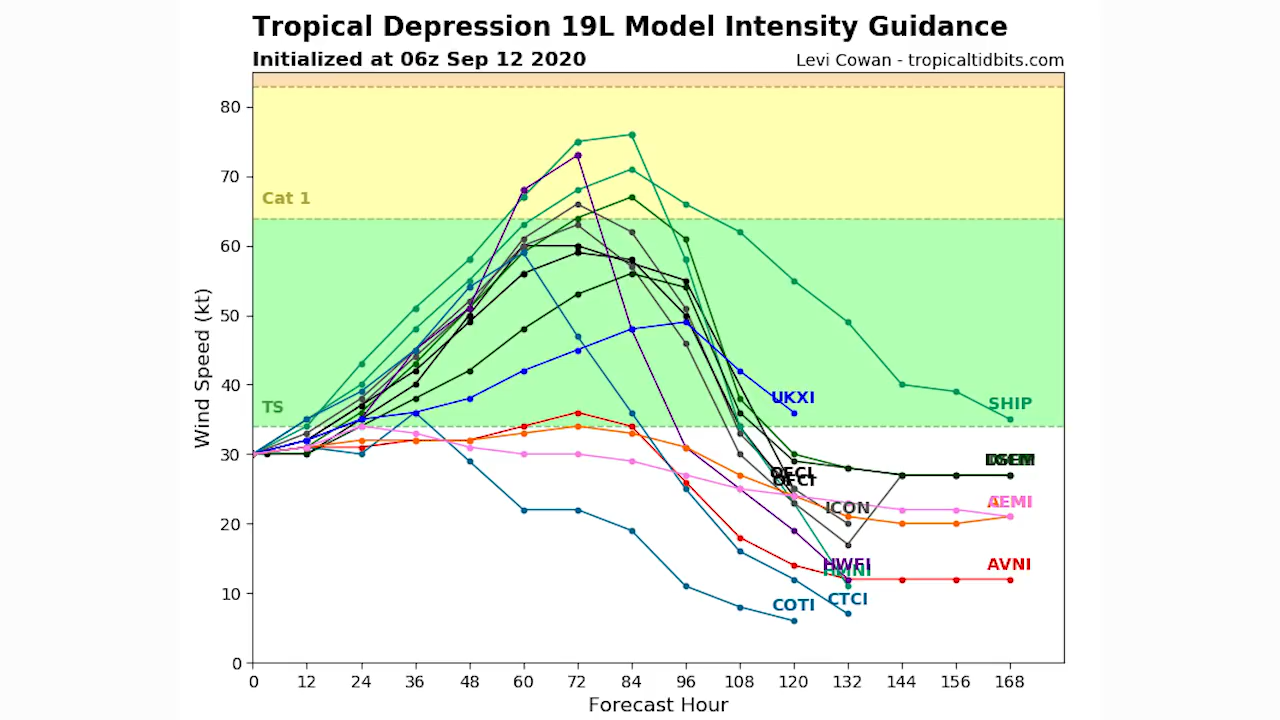 Tropical Depression 19L Model Intensity Guidance
Initialized at 06z Sep 12 2020
Levi Cowan - tropicaltidbits.com
80
70
Cat 1
60
50
40
TS
30
20
10
0
Wind Speed (kt)
UKXI
SHIP
OFCI
ICON
AEMI
HWFI
HMNI
AVNI
COTI
CTCI
0 12 24 36 48 60 72 84 96 108 120 132 144 156 168
Forecast Hour